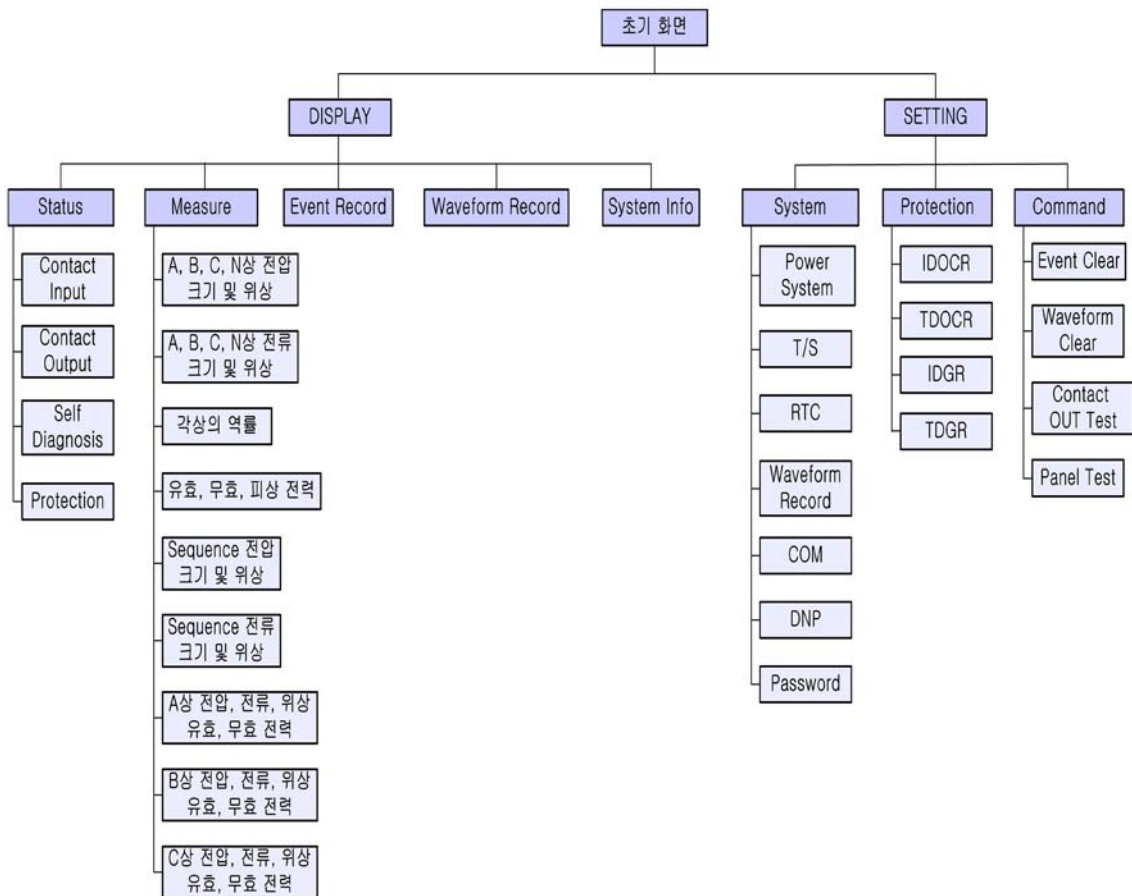 초기 화면
DISPLAY
SETTING
Status
Measure
Event Record
Waveform Record
System Info
System
Protection
Command
Contact
Input
Contact
Output
Self
Diagnosis
Protection
A, B, C, N상 전압
크기 및 위상
A, B, C, N상 전류
크기 및 위상
각상의 역률
유효, 무효, 피상 전력
Sequence 전압
크기 및 위상
Sequence 전류
크기 및 위상
A상 전압, 전류, 위상
유효, 무효 전력
B상 전압, 전류, 위상
유효, 무효 전력
C상 전압, 전류, 위상
유효, 무효 전력
Power
System
T/S
RTC
Waveform
Record
COM
DNP
Password
IDOCR
TDOCR
IDGR
TDGR
Event Clear
Waveform
Clear
Contact
OUT Test
Panel Test